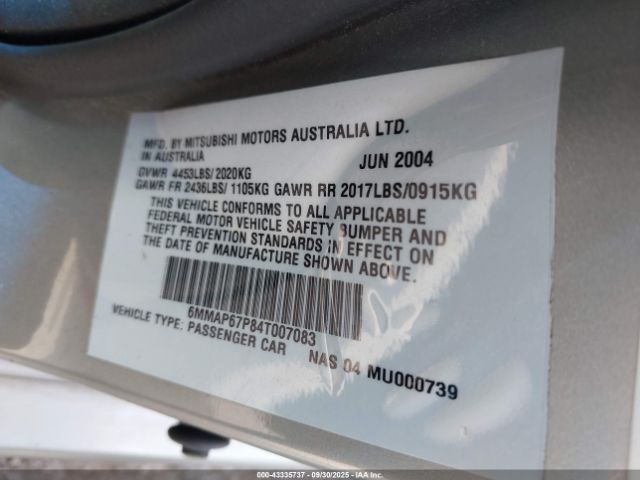 MFD. BY MITSUBISHI MOTORS AUSTRALIA LTD.
IN AUSTRALIA JUN 2004
GVWR 4453LBS/2020KG
GAWR FR 2436LBS/ 1105KG GAWR RR 2017LBS/0915KG
THIS VEHICLE CONFORMS TO ALL APPLICABLE
FEDERAL MOTOR VEHICLE SAFETY BUMPER AND
THEFT PREVENTION STANDARDS IN EFFECT ON
THE DATE OF MANUFACTURE SHOWN ABOVE.
6MMAP67P84T007083
VEHICLE TYPE: PASSENGER CAR NAS 04 MU000739
000-43335737 - 09/30/2025 - IAA Inc.